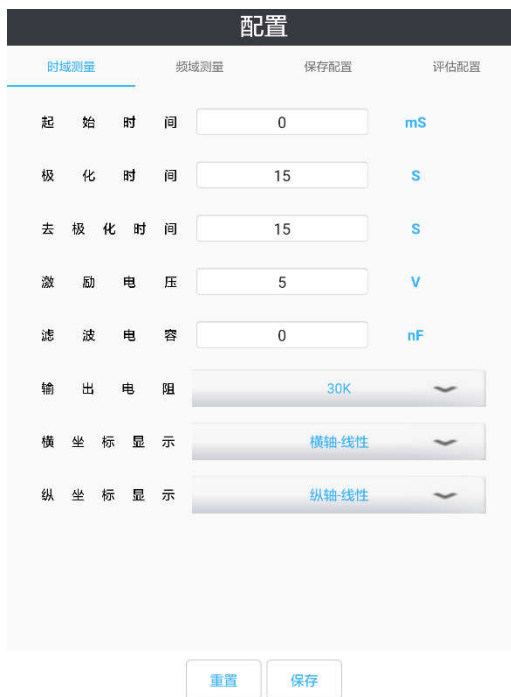 配置
时域测量 频域测量 保存配置 评估配置
起始时间 0 mS
极化时间 15 S
去极化时间 15 S
激励电压 5 V
滤波电容 0 nF
输出电阻 30K
横坐标显示 横轴-线性
纵坐标显示 纵轴-线性
重置 保存